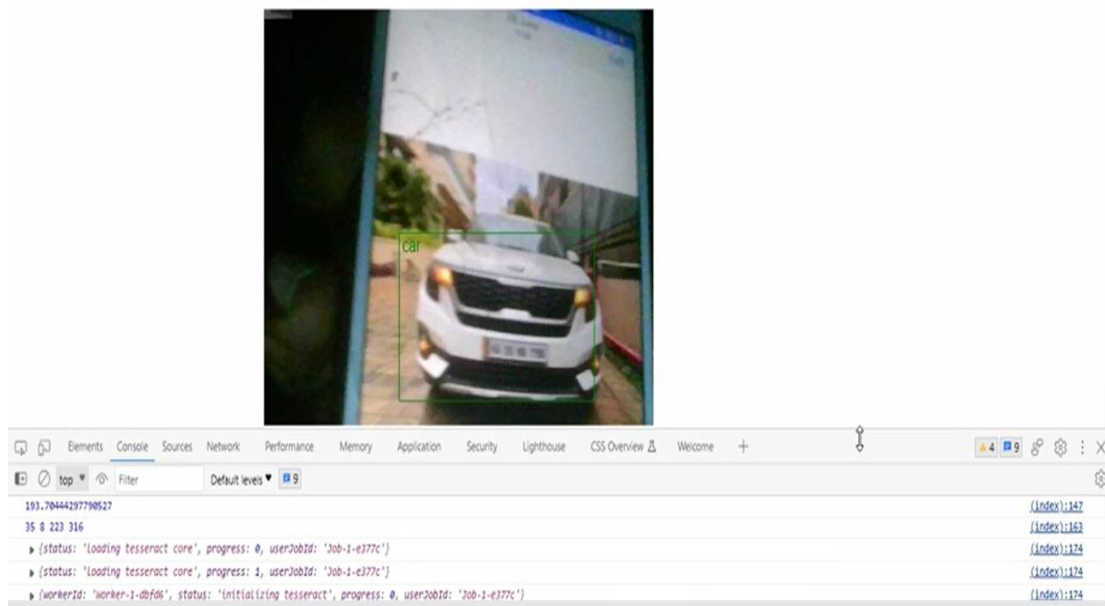 car
Elements Console Sources Network Performance Memory Application Security Lighthouse CSS Overview Welcome +
top Filter Default levels 9
4 9
193.70444297790527 (index):147
35 8 223 316 (index):163
{status: 'loading tesseract core', progress: 0, userJobId: 'Job-1-e377c'} (index):174
{status: 'loading tesseract core', progress: 1, userJobId: 'Job-1-e377c'} (index):174
{workerId: 'worker-1-dbfd6', status: 'initializing tesseract', progress: 0, userJobId: 'Job-1-e377c'} (index):174